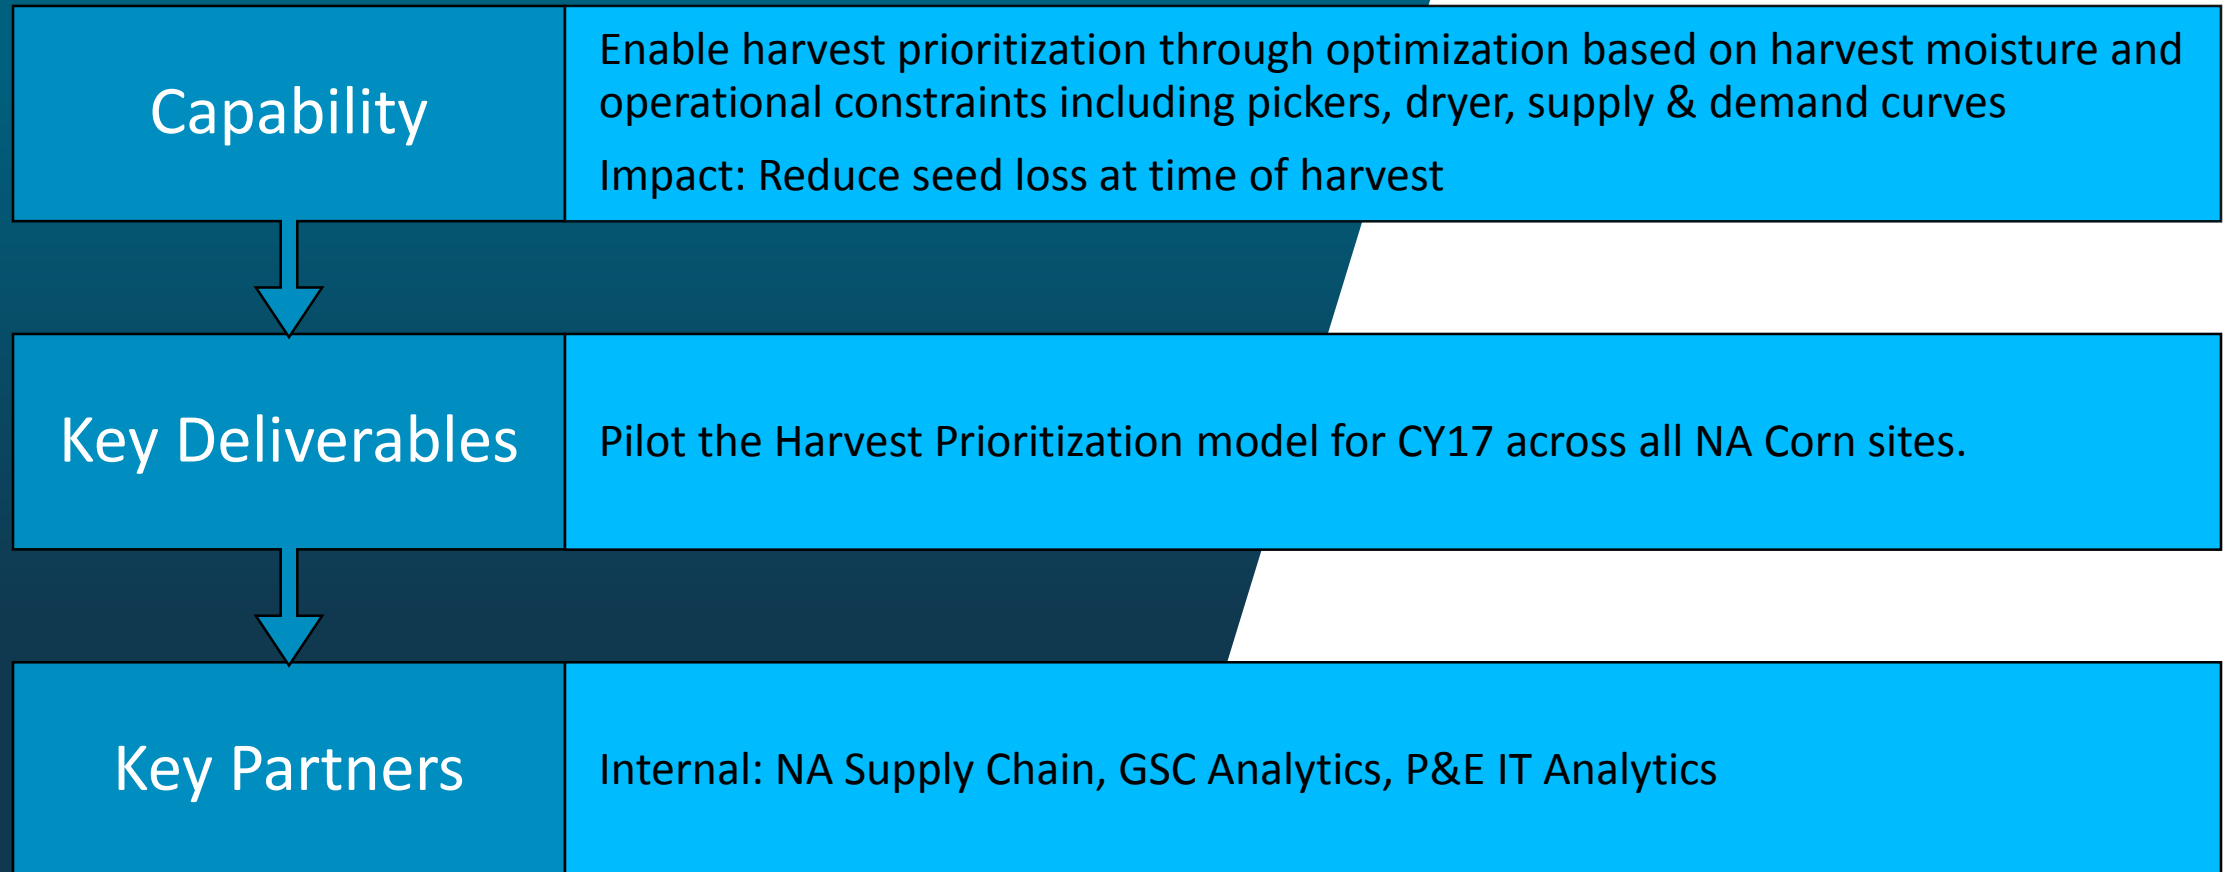 Capability
Enable harvest prioritization through optimization based on harvest moisture and
operational constraints including pickers, dryer, supply & demand curves
Impact: Reduce seed loss at time of harvest
Key Deliverables
Pilot the Harvest Prioritization model for CY17 across all NA Corn sites.
Key Partners
Internal: NA Supply Chain, GSC Analytics, P&E IT Analytics